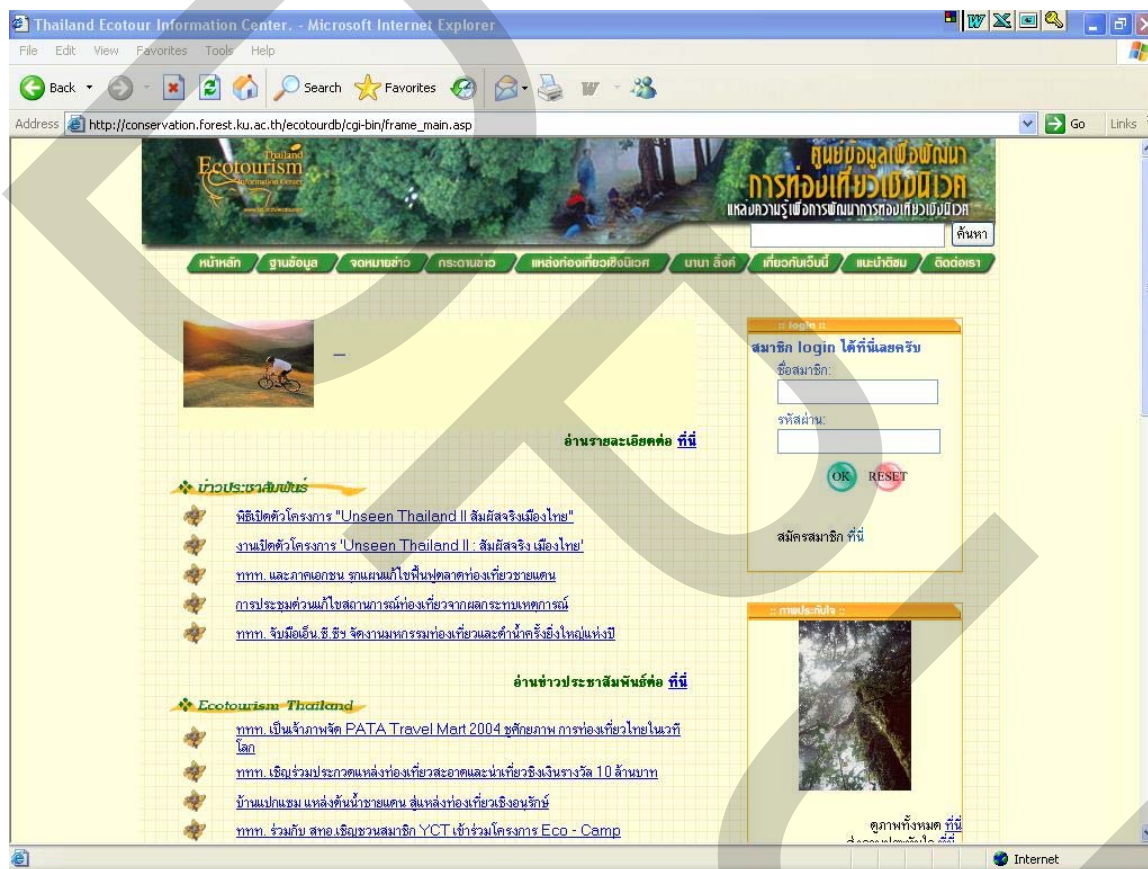 Thailand Ecotour Information Center. - Microsoft Internet Explorer
File Edit View Favorites Tools Help
Back Search Favorites
Address http://conservation.forest.ku.ac.th/ecotourdb/cgi-bin/frame_main.asp Go Links
Thailand
Ecotourism
Information Center
ศูนย์ข้อมูลเพื่อพัฒนา
การท่องเที่ยวเชิงนิเวศ
แหล่งความรู้เพื่อการพัฒนาการท่องเที่ยวเชิงนิเวศ
ค้นหา
หน้าหลัก ฐานข้อมูล จดหมายข่าว กระดานข่าว แหล่งท่องเที่ยวเชิงนิเวศ นานา ลิ้งค์ เกี่ยวกับเว็บนี้ แนะนำติชม ติดต่อเรา
:: login ::
สมาชิก login ได้ที่นี่เลยครับ
ชื่อสมาชิก:
รหัสผ่าน:
OK RESET
สมัครสมาชิก ที่นี่
อ่านรายละเอียดต่อ ที่นี่
ข่าวประชาสัมพันธ์
พิธีเปิดตัวโครงการ "Unseen Thailand II สัมผัสจริงเมืองไทย"
งานเปิดตัวโครงการ 'Unseen Thailand II : สัมผัสจริง เมืองไทย'
ททท. และภาคเอกชน รุกแผนแก้ไขฟื้นฟูตลาดท่องเที่ยวชายแดน
การประชุมด่วนแก้ไขสถานการณ์ท่องเที่ยวจากผลกระทบเหตุการณ์
ททท. จับมือเอ็น.ซี.ซีฯ จัดงานมหกรรมท่องเที่ยวและดำน้ำครั้งยิ่งใหญ่แห่งปี
อ่านข่าวประชาสัมพันธ์ต่อ ที่นี่
Ecotourism Thailand
ททท. เป็นเจ้าภาพจัด PATA Travel Mart 2004 ชูศักยภาพ การท่องเที่ยวไทยในเวที
โลก
ททท. เชิญร่วมประกวดแหล่งท่องเที่ยวสะอาดและน่าเที่ยวชิงเงินรางวัล 10 ล้านบาท
บ้านแปกแซม แหล่งต้นน้ำชายแดน สู่แหล่งท่องเที่ยวเชิงอนุรักษ์
ททท. ร่วมกับ สทอ.เชิญชวนสมาชิก YCT เข้าร่วมโครงการ Eco - Camp
:: ภาพประทับใจ ::
ดูภาพทั้งหมด ที่นี่
Internet